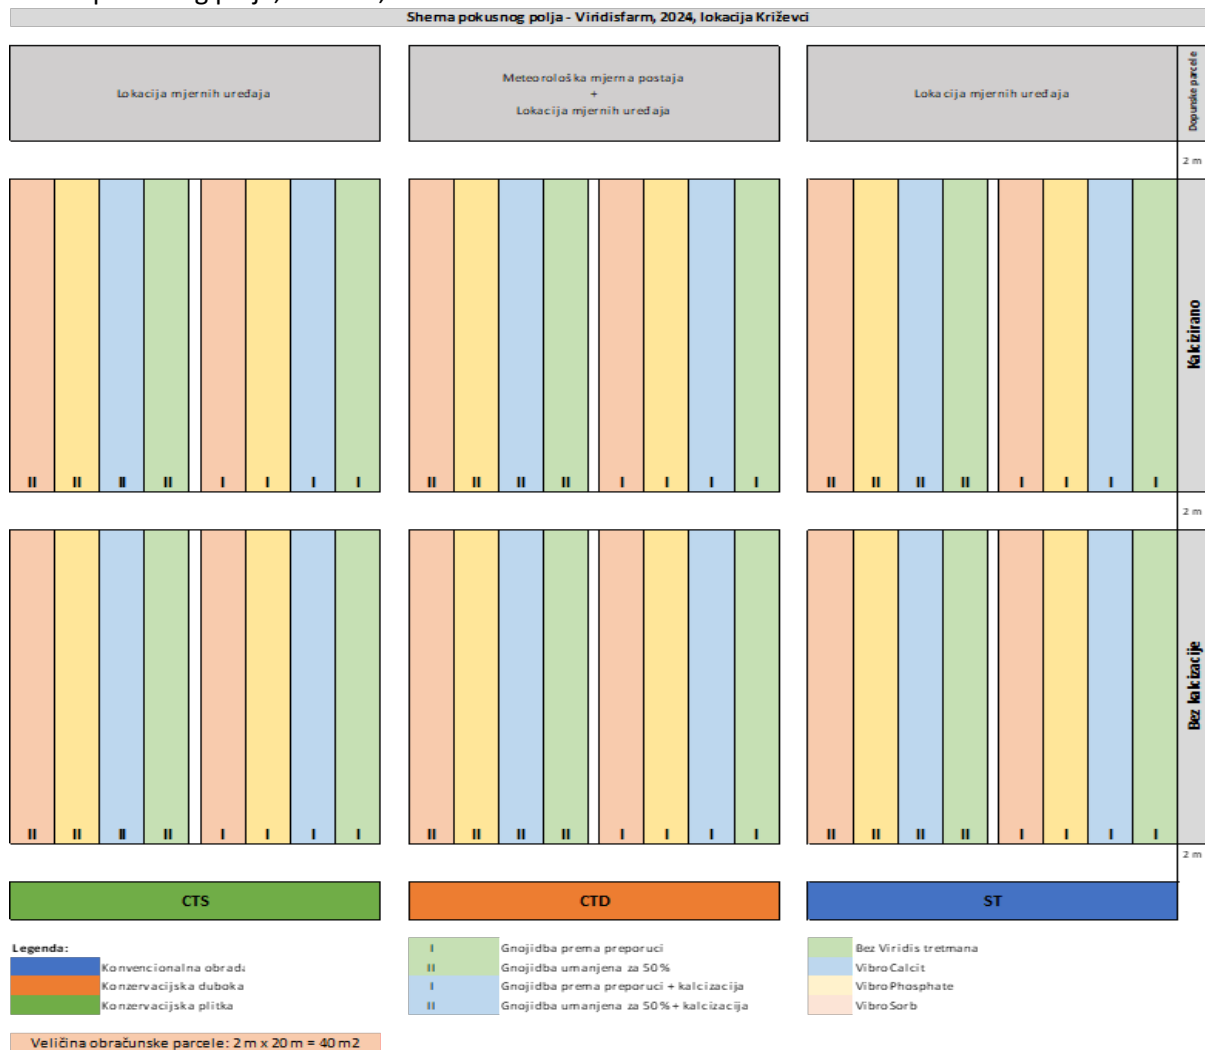 Shema pokusnog polja - Viridisfarm, 2024, lokacija Križevci
Lokacija mjernih uređaja
Meteorološka mjerna postaja
+
Lokacija mjernih uređaja
Lokacija mjernih uređaja
Dopunske parcele
2 m
II II II II I I I I
II II II II I I I I
II II II II I I I I
Kalcizirano
2 m
II II II II I I I I
II II II II I I I I
II II II II I I I I
Bez kalcizacije
2 m
CTS
CTD
ST
Legenda:
Konvencionalna obrada
Konzervacijska duboka
Konzervacijska plitka
I Gnojidba prema preporuci
II Gnojidba umanjena za 50%
I Gnojidba prema preporuci + kalcizacija
II Gnojidba umanjena za 50% + kalcizacija
Bez Viridis tretmana
VibroCalcit
VibroPhosphate
VibroSorb
Veličina obračunske parcele: 2 m x 20 m = 40 m2